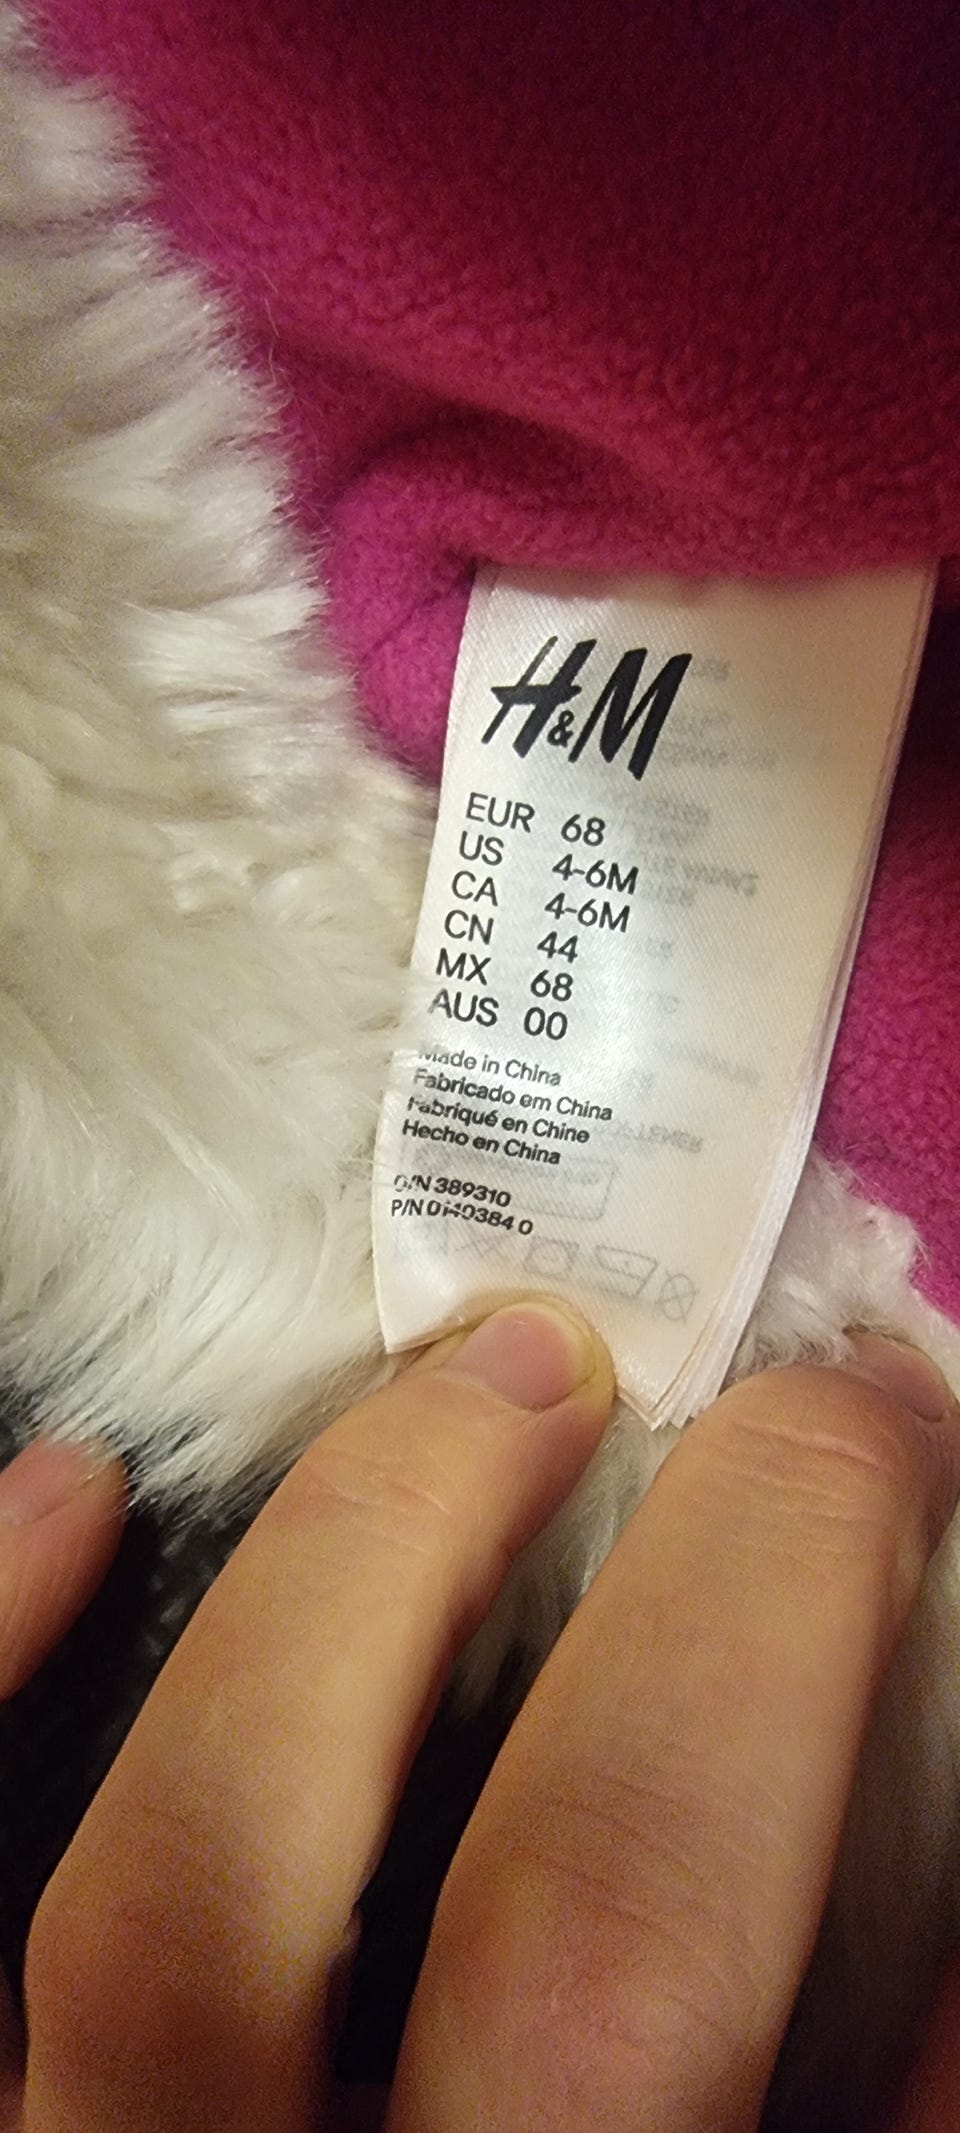 H&M
EUR 68
US 4-6M
CA 4-6M
CN 44
MX 68
AUS 00
Made in China
Fabricado em China
Fabriqué en Chine
Hecho en China
O/N 389310
P/N 0140384 0